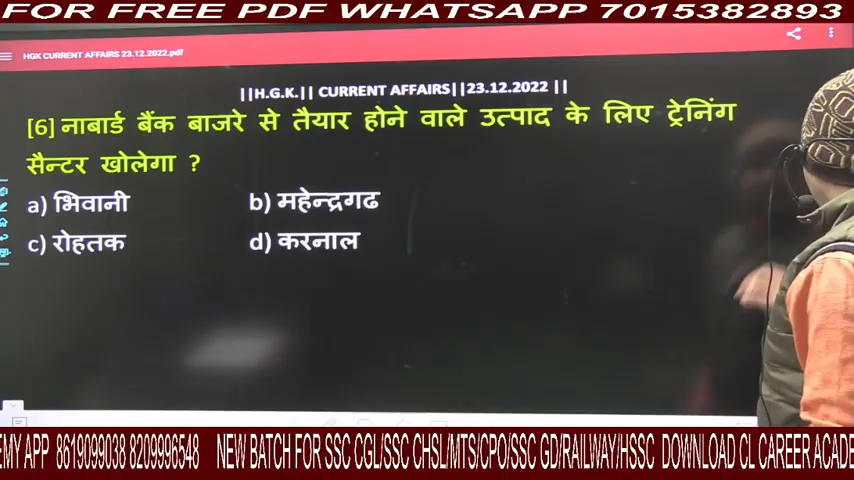 FOR FREE PDF WHATSAPP 7015382893
HGK CURRENT AFFAIRS 23.12.2022.pdf
||H.G.K.|| CURRENT AFFAIRS||23.12.2022 ||
[6] नाबार्ड बैंक बाजरे से तैयार होने वाले उत्पाद के लिए ट्रेनिंग
सैन्टर खोलेगा ?
a) भिवानी b) महेन्द्रगढ
c) रोहतक d) करनाल
EMY APP 8619099038 8209996548 NEW BATCH FOR SSC CGL/SSC CHSL/MTS/CPO/SSC GD/RAILWAY/HSSC DOWNLOAD CL CAREER ACADE